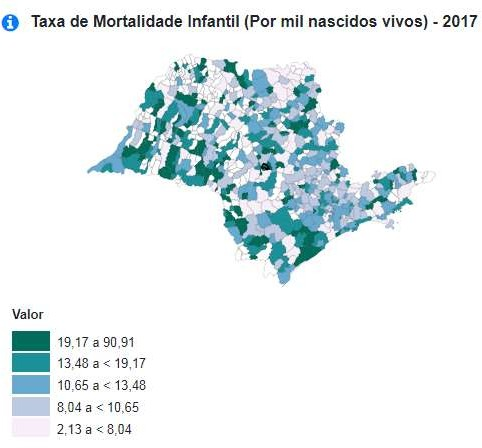 Taxa de Mortalidade Infantil (Por mil nascidos vivos) - 2017
Valor
19,17 a 90,91
13,48 a < 19,17
10,65 a < 13,48
8,04 a < 10,65
2,13 a < 8,04